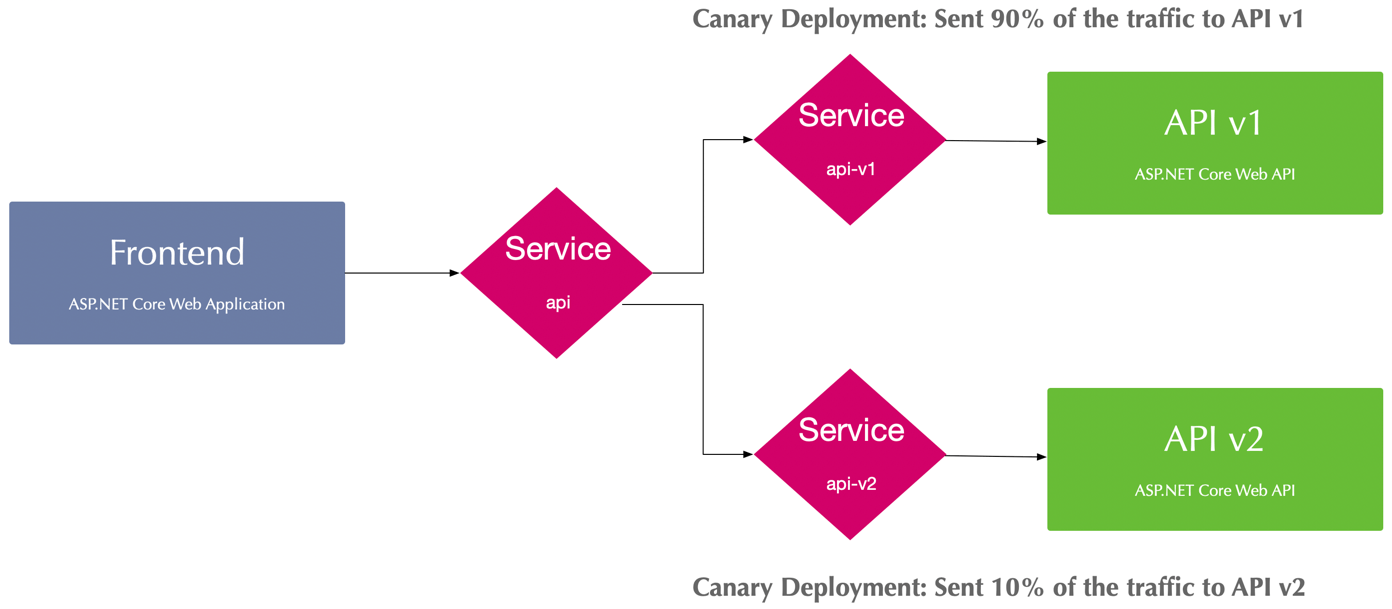 Canary Deployment: Sent 90% of the traffic to API v1
Service
api-v1
API v1
ASP.NET Core Web API
Frontend
ASP.NET Core Web Application
Service
api
Service
api-v2
API v2
ASP.NET Core Web API
Canary Deployment: Sent 10% of the traffic to API v2